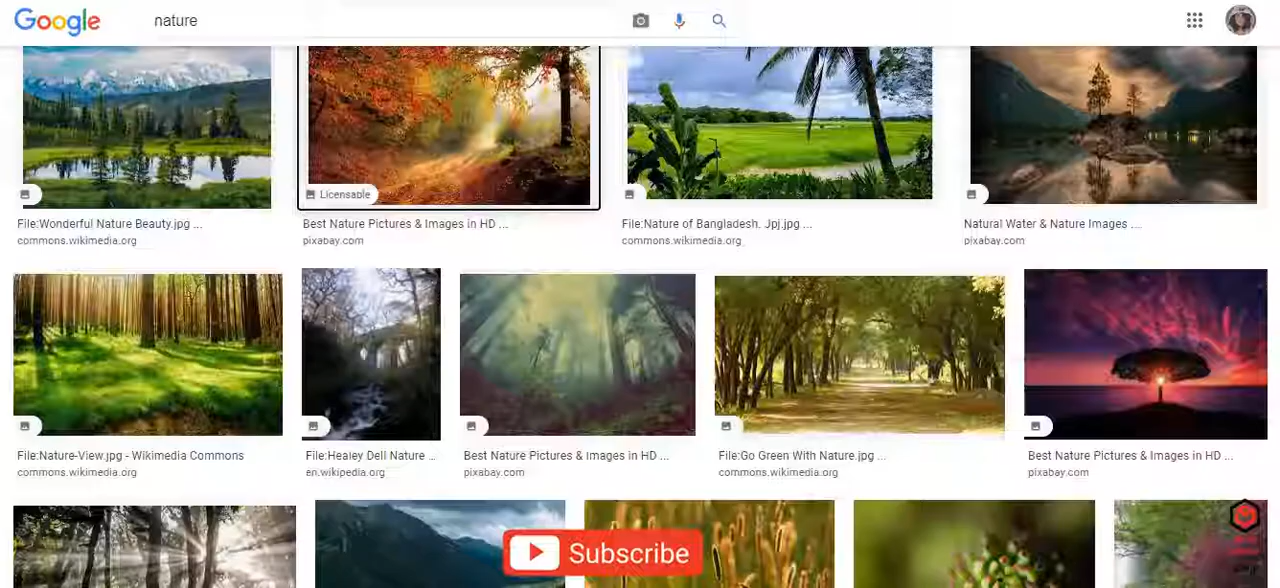 Google
nature
Licensable
File:Wonderful Nature Beauty.jpg ...
commons.wikimedia.org
Best Nature Pictures & Images in HD ...
pixabay.com
File:Nature of Bangladesh. Jpj.jpg ...
commons.wikimedia.org
Natural Water & Nature Images ...
pixabay.com
File:Nature-View.jpg - Wikimedia Commons
commons.wikimedia.org
File:Healey Dell Nature ...
en.wikipedia.org
Best Nature Pictures & Images in HD ...
pixabay.com
File:Go Green With Nature.jpg ...
commons.wikimedia.org
Best Nature Pictures & Images in HD ...
pixabay.com
Subscribe